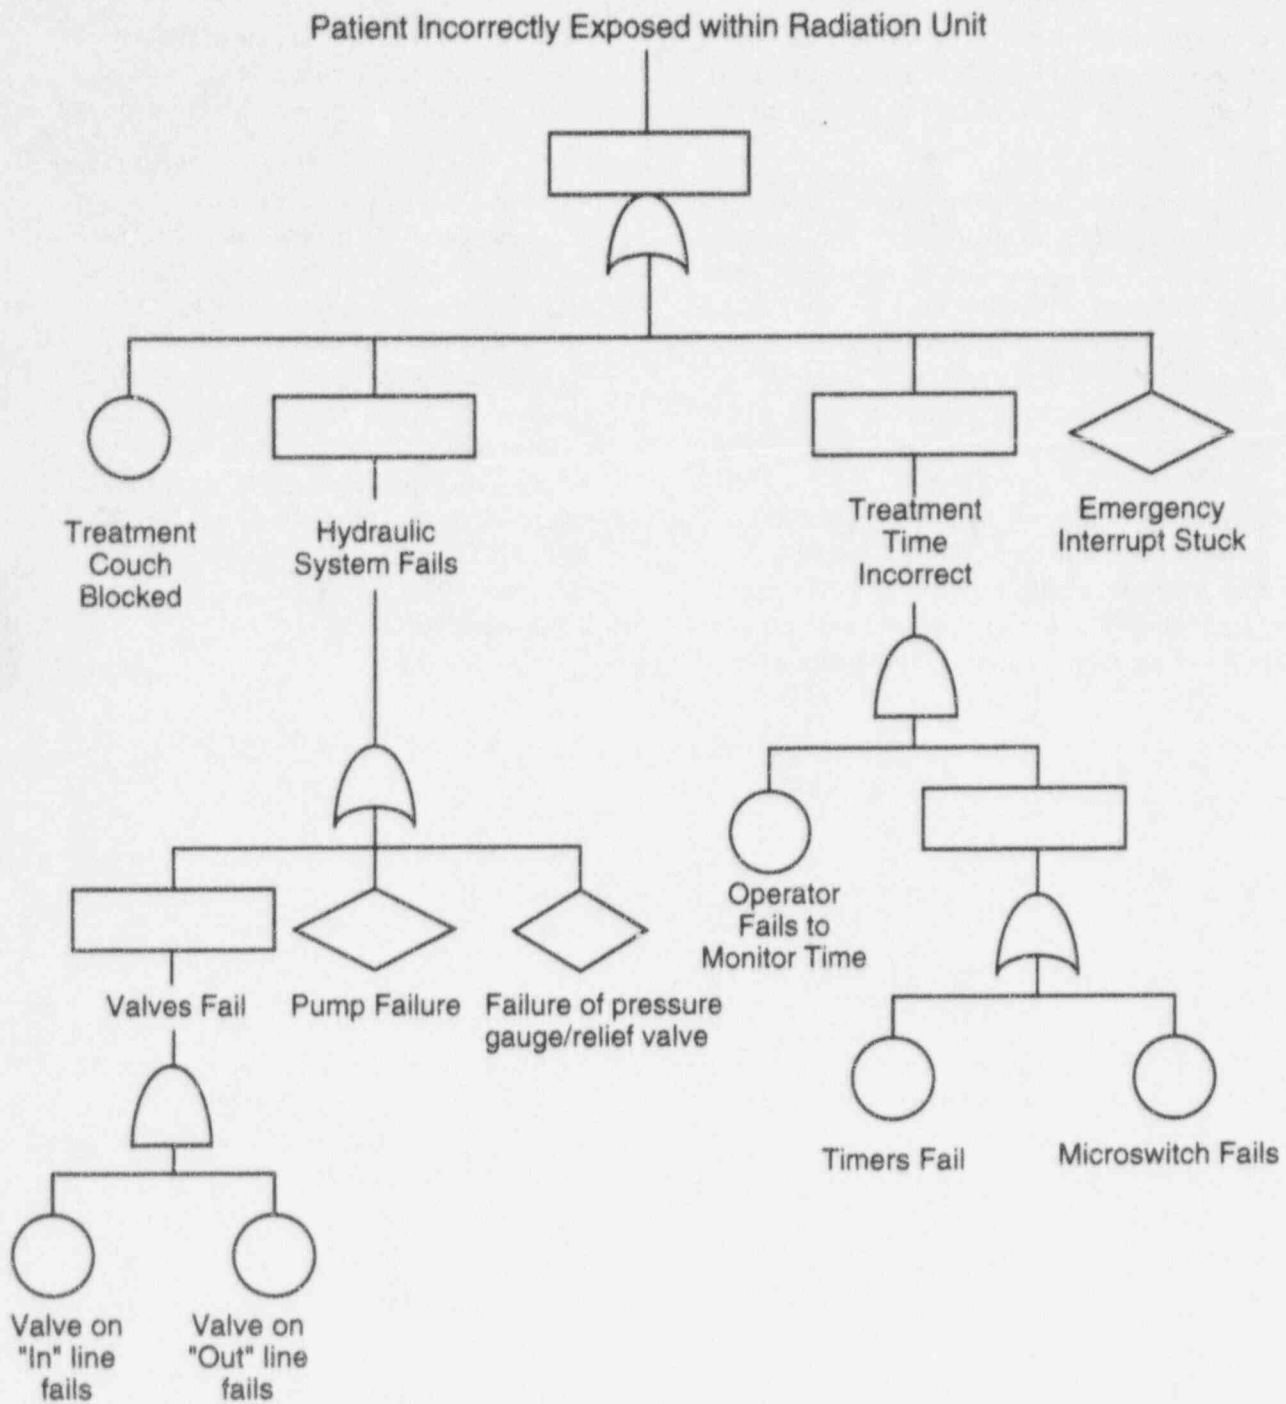 Patient Incorrectly Exposed within Radiation Unit
Treatment
Couch
Blocked
Hydraulic
System Fails
Treatment
Time
Incorrect
Emergency
Interrupt Stuck
Operator
Fails to
Monitor Time
Valves Fail
Pump Failure
Failure of pressure
gauge/relief valve
Timers Fail
Microswitch Fails
Valve on
"In" line
fails
Valve on
"Out" line
fails